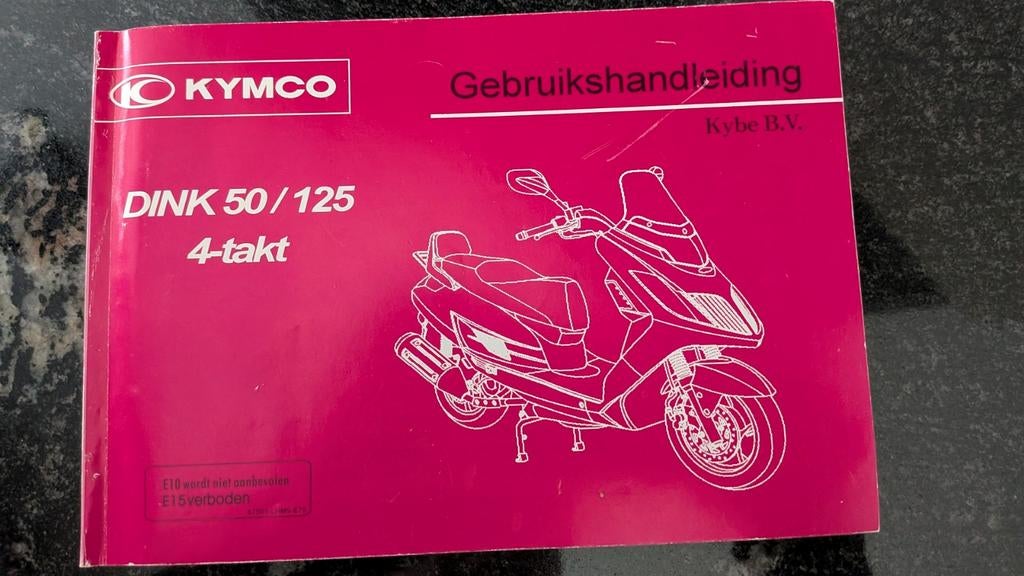 KYMCO
Gebruikshandleiding
Kybe B.V.
DINK 50 / 125
4-takt
E10 wordt niet aanbevolen
E15 verboden